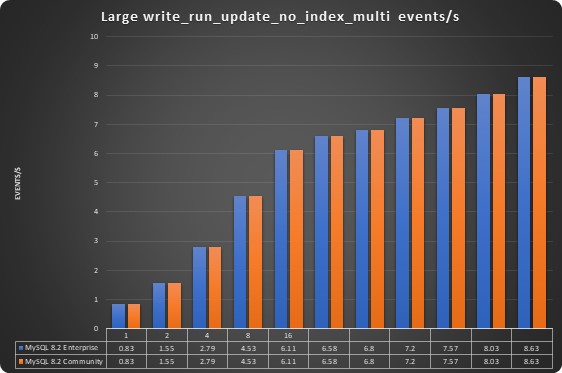 Large write_run_update_no_index_multi events/s
10
9
8
7
6
5
4
3
2
1
0
EVENTS/S
1 2 4 8 16
MySQL 8.2 Enterprise 0.83 1.55 2.79 4.53 6.11 6.58 6.8 7.2 7.57 8.03 8.63
MySQL 8.2 Community 0.83 1.55 2.79 4.53 6.11 6.58 6.8 7.2 7.57 8.03 8.63